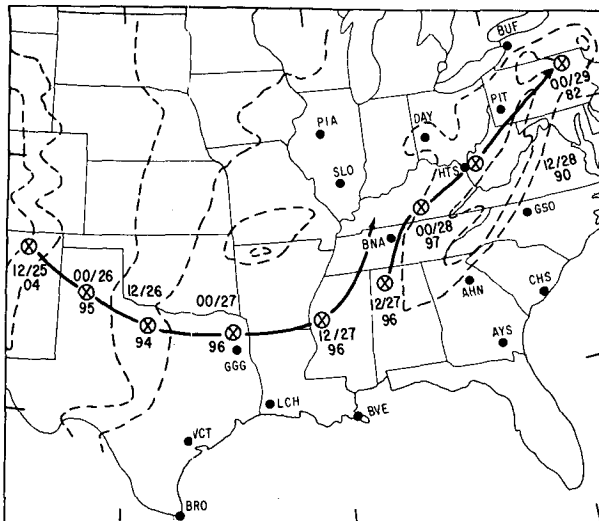 BUF
00/29
82
PIT
PIA
DAY
SLO
HTS
12/28
90
GSO
00/28
97
BNA
12/25
04
00/26
95
12/26
94
00/27
96
GGG
12/27
96
12/27
96
AHN
CHS
AYS
LCH
BVE
VCT
BRO